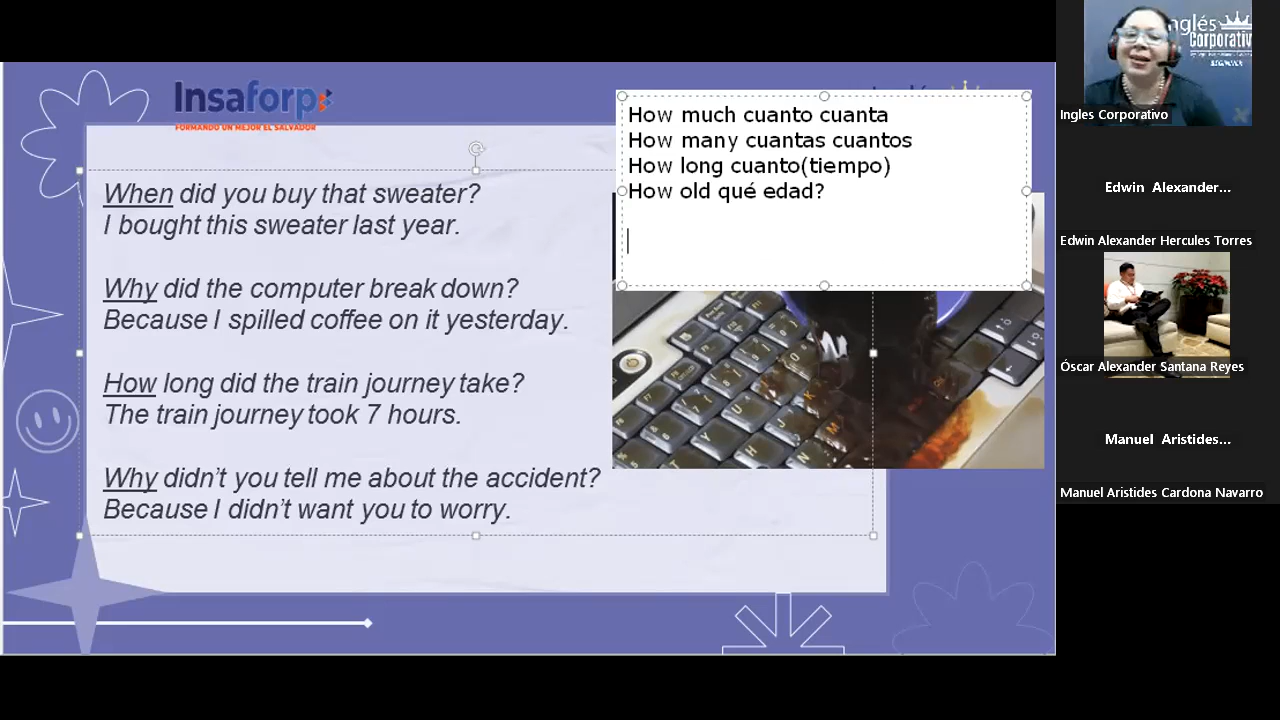 Insaforp
FORMANDO UN MEJOR EL SALVADOR
How much cuanto cuanta
How many cuantas cuantos
How long cuanto(tiempo)
How old qué edad?
When did you buy that sweater?
I bought this sweater last year.
Why did the computer break down?
Because I spilled coffee on it yesterday.
How long did the train journey take?
The train journey took 7 hours.
Why didn't you tell me about the accident?
Because I didn't want you to worry.
Inglés
Corporativo
Ingles Corporativo
Edwin Alexander...
Edwin Alexander Hercules Torres
Óscar Alexander Santana Reyes
Manuel Aristides...
Manuel Aristides Cardona Navarro